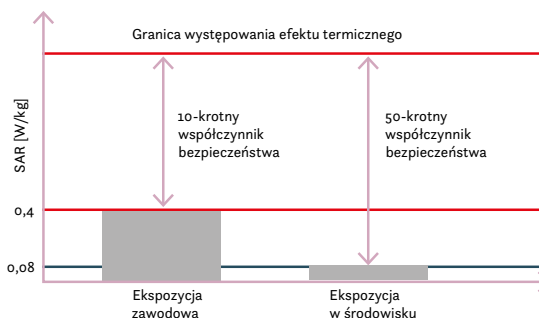 Granica występowania efektu termicznego
SAR [W/kg]
10-krotny
współczynnik
bezpieczeństwa
50-krotny
współczynnik
bezpieczeństwa
0,4
0,08
Ekspozycja
zawodowa
Ekspozycja
w środowisku